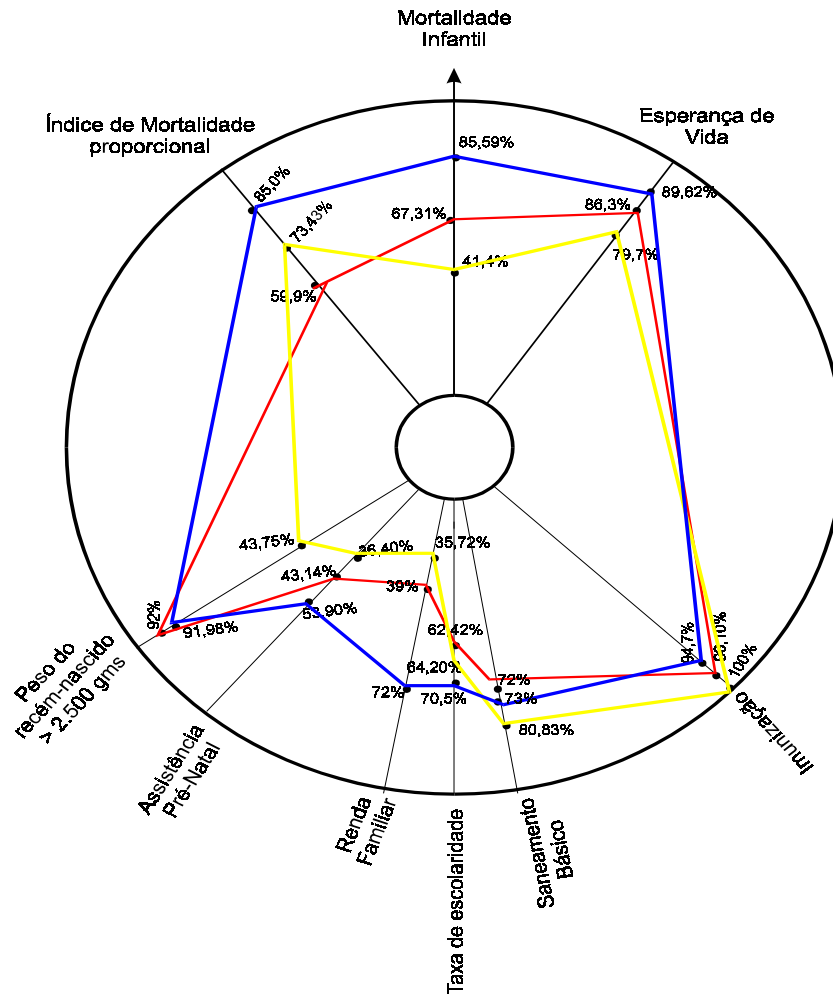 Mortalidade
Infantil
Índice de Mortalidade
proporcional
Esperança de
Vida
85,0%
85,59%
89,62%
73,43%
67,31%
86,3%
59,9%
41,4%
79,7%
43,75%
26,40%
35,72%
43,14%
39%
92%
91,98%
53,90%
62,42%
94,7%
100%
64,20%
72%
72%
70,5%
73%
80,83%
Peso do
recém-nascido
> 2.500 gms
Assistência
Pré-Natal
Renda
Familiar
Taxa de escolaridade
Saneamento
Básico
Imunização